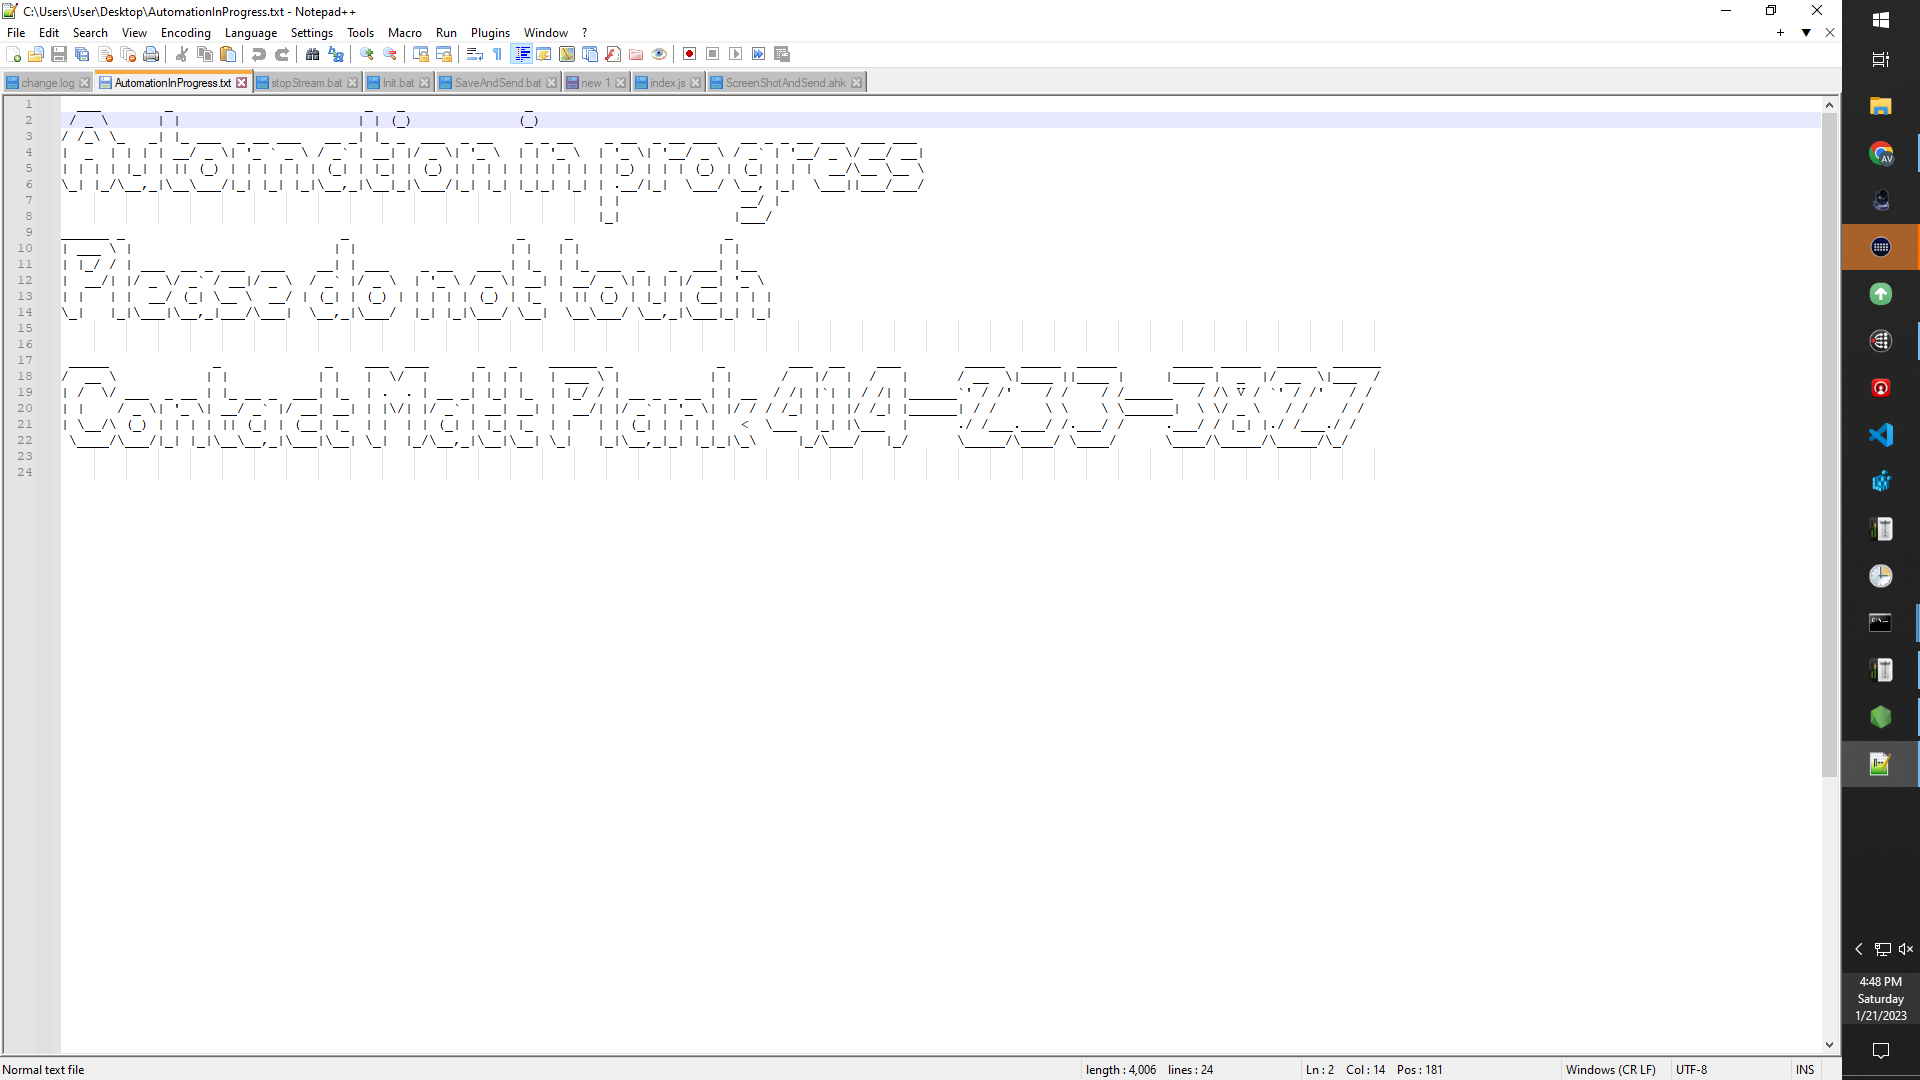 C:\Users\User\Desktop\AutomationInProgress.txt - Notepad++
File Edit Search View Encoding Language Settings Tools Macro Run Plugins Window ?
change.log AutomationInProgress.txt stopStream.bat Init.bat SaveAndSend.bat new 1 index.js ScreenShotAndSend.ahk
1
2
3
4
5
6
7
8
9
10
11
12
13
14
15
16
17
18
19
20
21
22
23
24
Automation in progress
Please do not touch
Contact Matt Plank 414-233-3827
4:48 PM
Saturday
1/21/2023
Normal text file length : 4,006 lines : 24 Ln : 2 Col : 14 Pos : 181 Windows (CR LF) UTF-8 INS